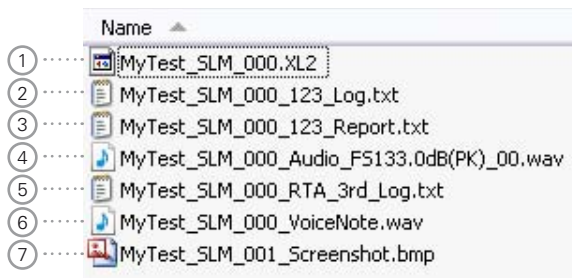 Name
1 MyTest_SLM_000.XL2
2 MyTest_SLM_000_123_Log.txt
3 MyTest_SLM_000_123_Report.txt
4 MyTest_SLM_000_Audio_FS133.0dB(PK)_00.wav
5 MyTest_SLM_000_RTA_3rd_Log.txt
6 MyTest_SLM_000_VoiceNote.wav
7 MyTest_SLM_001_Screenshot.bmp